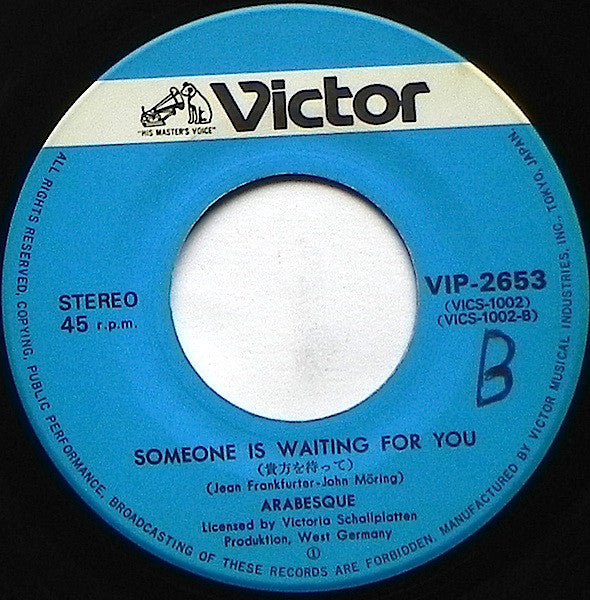 "HIS MASTER'S VOICE"
Victor
STEREO
45 r.p.m.
VIP-2653
(VICS-1002)
(VICS-1002-B)
B
SOMEONE IS WAITING FOR YOU
(貴方を待って)
(Jean Frankfurter-John Möring)
ARABESQUE
Licensed by Victoria Schallplatten
Produktion, West Germany
①
ALL RIGHTS RESERVED, COPYING, PUBLIC PERFORMANCE, BROADCASTING OF THESE RECORDS ARE FORBIDDEN. MANUFACTURED BY VICTOR MUSICAL INDUSTRIES, INC., TOKYO, JAPAN.